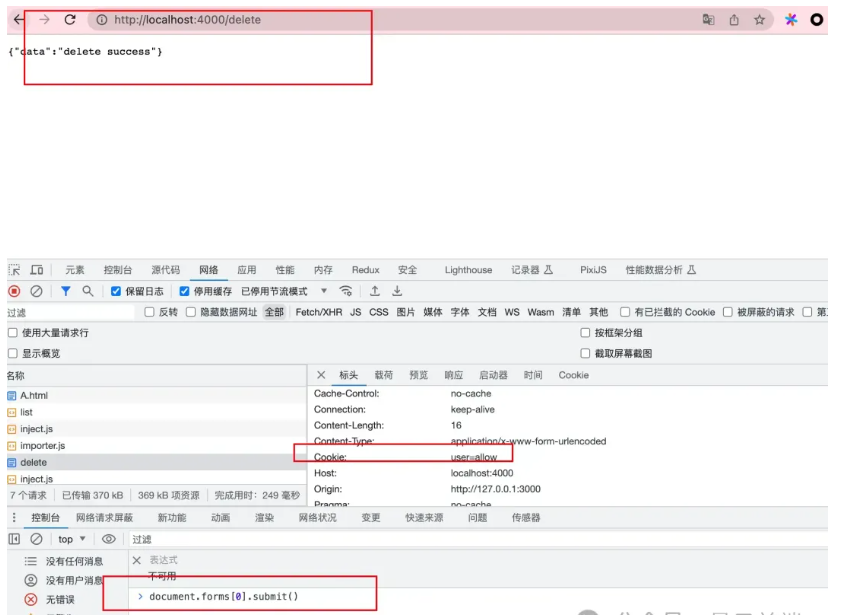 http://localhost:4000/delete
{"data":"delete success"}
元素 控制台 源代码 网络 应用 性能 内存 Redux 安全 Lighthouse 记录器 PixiJS 性能数据分析
保留日志 停用缓存 已停用节流模式
过滤 反转 隐藏数据网址 全部 Fetch/XHR JS CSS 图片 媒体 字体 文档 WS Wasm 清单 其他 有已拦截的 Cookie 被屏蔽的请求 第三
使用大量请求行 按框架分组
显示概览 截取屏幕截图
名称 标头 载荷 预览 响应 启动器 时间 Cookie
Cache-Control: no-cache
A.html
Connection: keep-alive
list
Content-Length: 16
inject.js
Content-Type: application/x-www-form-urlencoded
importer.js
Cookie: user=allow
delete
Host: localhost:4000
inject.js
Origin: http://127.0.0.1:3000
7 个请求 已传输 370 kB 369 kB 项资源 完成用时：249 毫秒
Pragma: no-cache
控制台 网络请求屏蔽 新功能 动画 渲染 网络状况 变更 快速来源 问题 传感器
top 过滤
没有任何消息 表达式
没有用户消息 不可用
无错误 document.forms[0].submit()